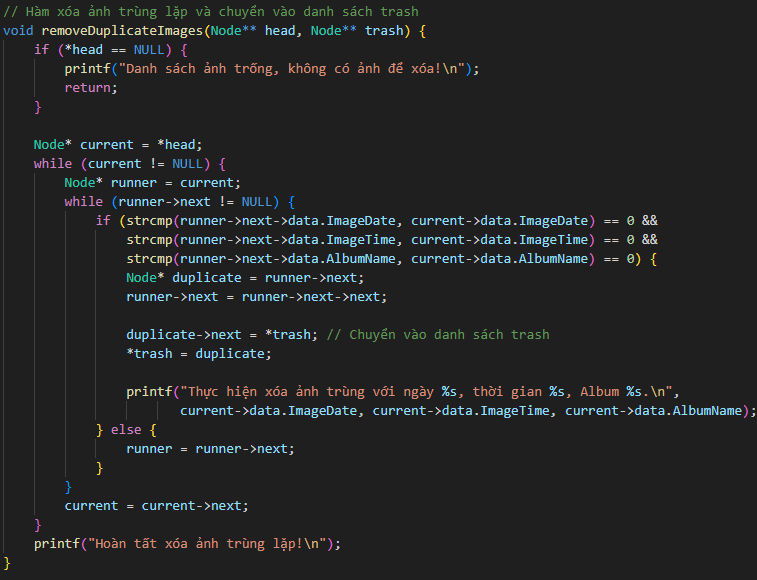 // Hàm xóa ảnh trùng lặp và chuyển vào danh sách trash
void removeDuplicateImages(Node** head, Node** trash) {
    if (*head == NULL) {
        printf("Danh sách ảnh trống, không có ảnh để xóa!\n");
        return;
    }

    Node* current = *head;
    while (current != NULL) {
        Node* runner = current;
        while (runner->next != NULL) {
            if (strcmp(runner->next->data.ImageDate, current->data.ImageDate) == 0 &&
                strcmp(runner->next->data.ImageTime, current->data.ImageTime) == 0 &&
                strcmp(runner->next->data.AlbumName, current->data.AlbumName) == 0) {
                Node* duplicate = runner->next;
                runner->next = runner->next->next;

                duplicate->next = *trash; // Chuyển vào danh sách trash
                *trash = duplicate;

                printf("Thực hiện xóa ảnh trùng với ngày %s, thời gian %s, Album %s.\n",
                       current->data.ImageDate, current->data.ImageTime, current->data.AlbumName);
            } else {
                runner = runner->next;
            }
        }
        current = current->next;
    }
    printf("Hoàn tất xóa ảnh trùng lặp!\n");
}